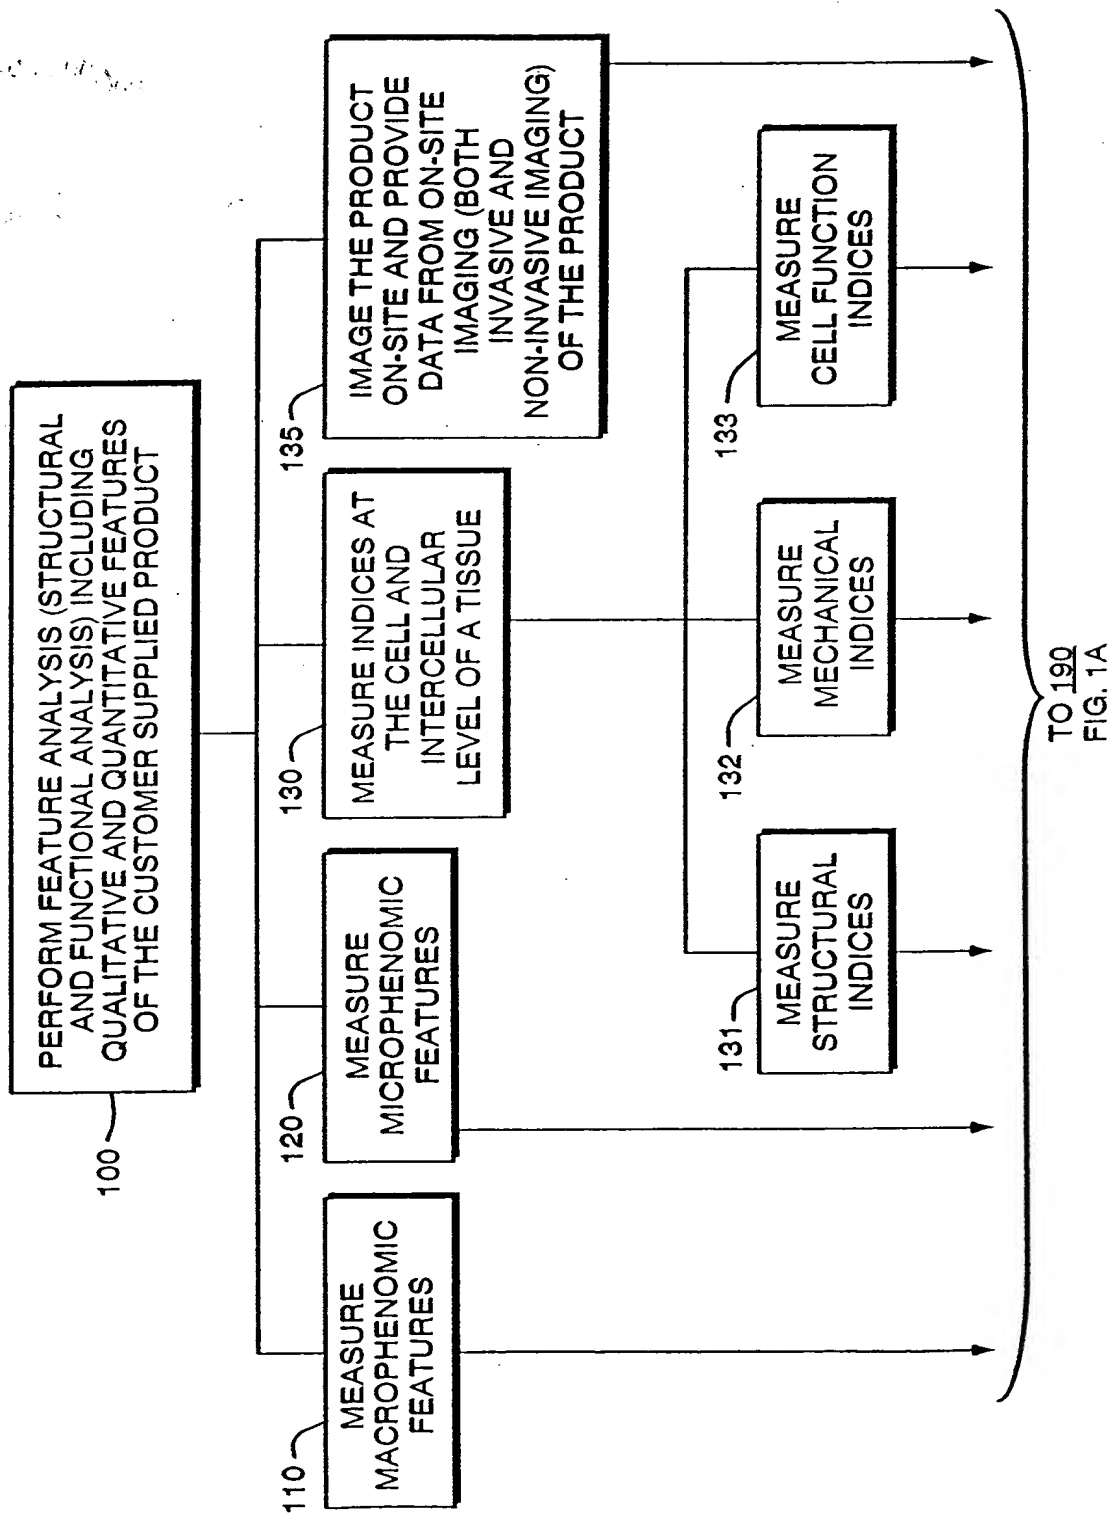 PERFORM FEATURE ANALYSIS (STRUCTURAL
AND FUNCTIONAL ANALYSIS) INCLUDING
QUALITATIVE AND QUANTITATIVE FEATURES
OF THE CUSTOMER SUPPLIED PRODUCT
100
110
MEASURE
MACROPHENOMIC
FEATURES
120
MEASURE
MICROPHENOMIC
FEATURES
130
MEASURE INDICES AT
THE CELL AND
INTERCELLULAR
LEVEL OF A TISSUE
135
IMAGE THE PRODUCT
ON-SITE AND PROVIDE
DATA FROM ON-SITE
IMAGING (BOTH
INVASIVE AND
NON-INVASIVE IMAGING)
OF THE PRODUCT
131
MEASURE
STRUCTURAL
INDICES
132
MEASURE
MECHANICAL
INDICES
133
MEASURE
CELL FUNCTION
INDICES
TO 190
FIG. 1A